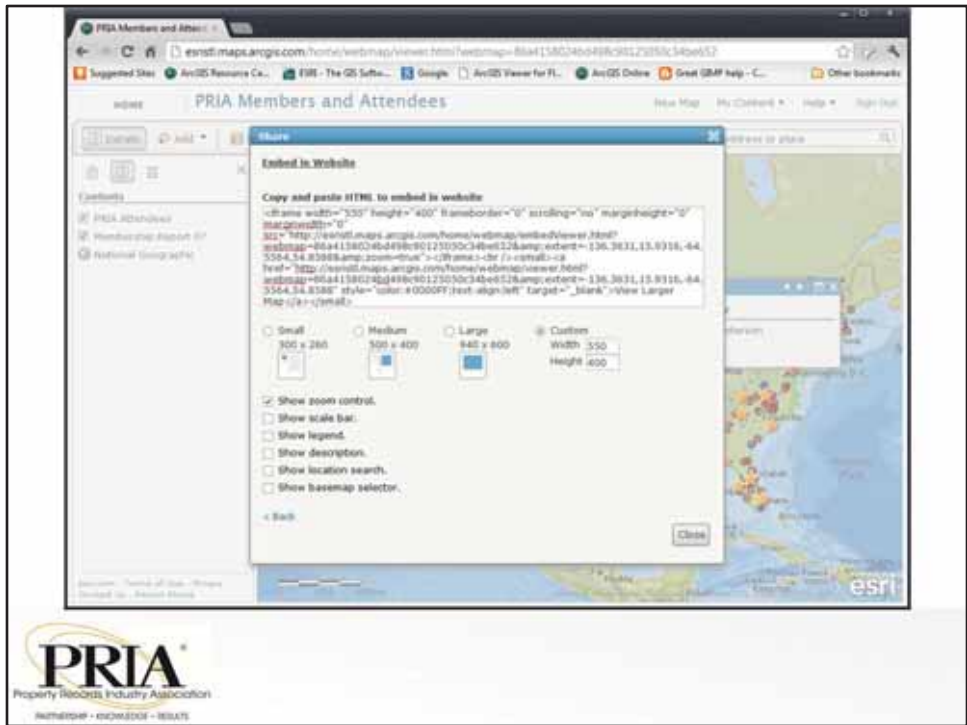 PRIA Members and Attend
esristl.maps.arcgis.com/home/webmap/viewer.html?webmap=86a4158024bd498c90125050c34be652
Suggested Sites ArcGIS Resource Ce... ESRI - The GIS Softw... Google ArcGIS Viewer for Fl... ArcGIS Online Great GIMP help - C... Other bookmarks
HOME PRIA Members and Attendees New Map My Content Help Sign Out
Details Add Share address or place
Embed in Website
Contents
Copy and paste HTML to embed in website
<iframe width="550" height="400" frameborder="0" scrolling="no" marginheight="0"
marginwidth="0"
src="http://esristl.maps.arcgis.com/home/webmap/embedViewer.html?
webmap=86a4158024bd498c90125050c34be652&amp;extent=-136.3631,15.9316,-64.
5564,54.8388&amp;zoom=true"></iframe><br /><small><a
href="http://esristl.maps.arcgis.com/home/webmap/viewer.html?
webmap=86a4158024bd498c90125050c34be652&amp;extent=-136.3631,15.9316,-64.
5564,54.8388" style="color:#0000FF;text-align:left" target="_blank">View Larger
Map</a></small>
PRIA Attendees
Membership Report 07
National Geographic
Small Medium Large Custom
300 x 260 500 x 400 940 x 600 Width 550
Height 400
Show zoom control.
Show scale bar.
Show legend.
Show description.
Show location search.
Show basemap selector.
< Back
Close
esri
PRIA
Property Records Industry Association
PARTNERSHIP - KNOWLEDGE - RESULTS